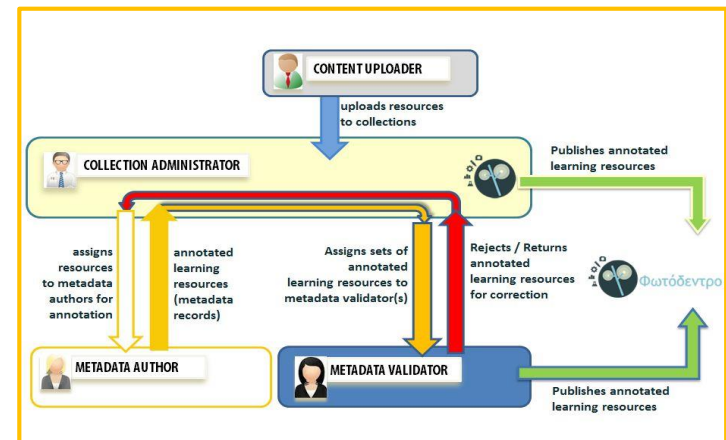 CONTENT UPLOADER
uploads resources
to collections
COLLECTION ADMINISTRATOR
Publishes annotated
learning resources
assigns
resources
to metadata
authors for
annotation
annotated
learning
resources
(metadata
records)
Assigns sets of
annotated
learning resources to
metadata validator(s)
Rejects / Returns
annotated
learning resources
for correction
Φωτόδεντρο
METADATA AUTHOR
METADATA VALIDATOR
Publishes annotated
learning resources